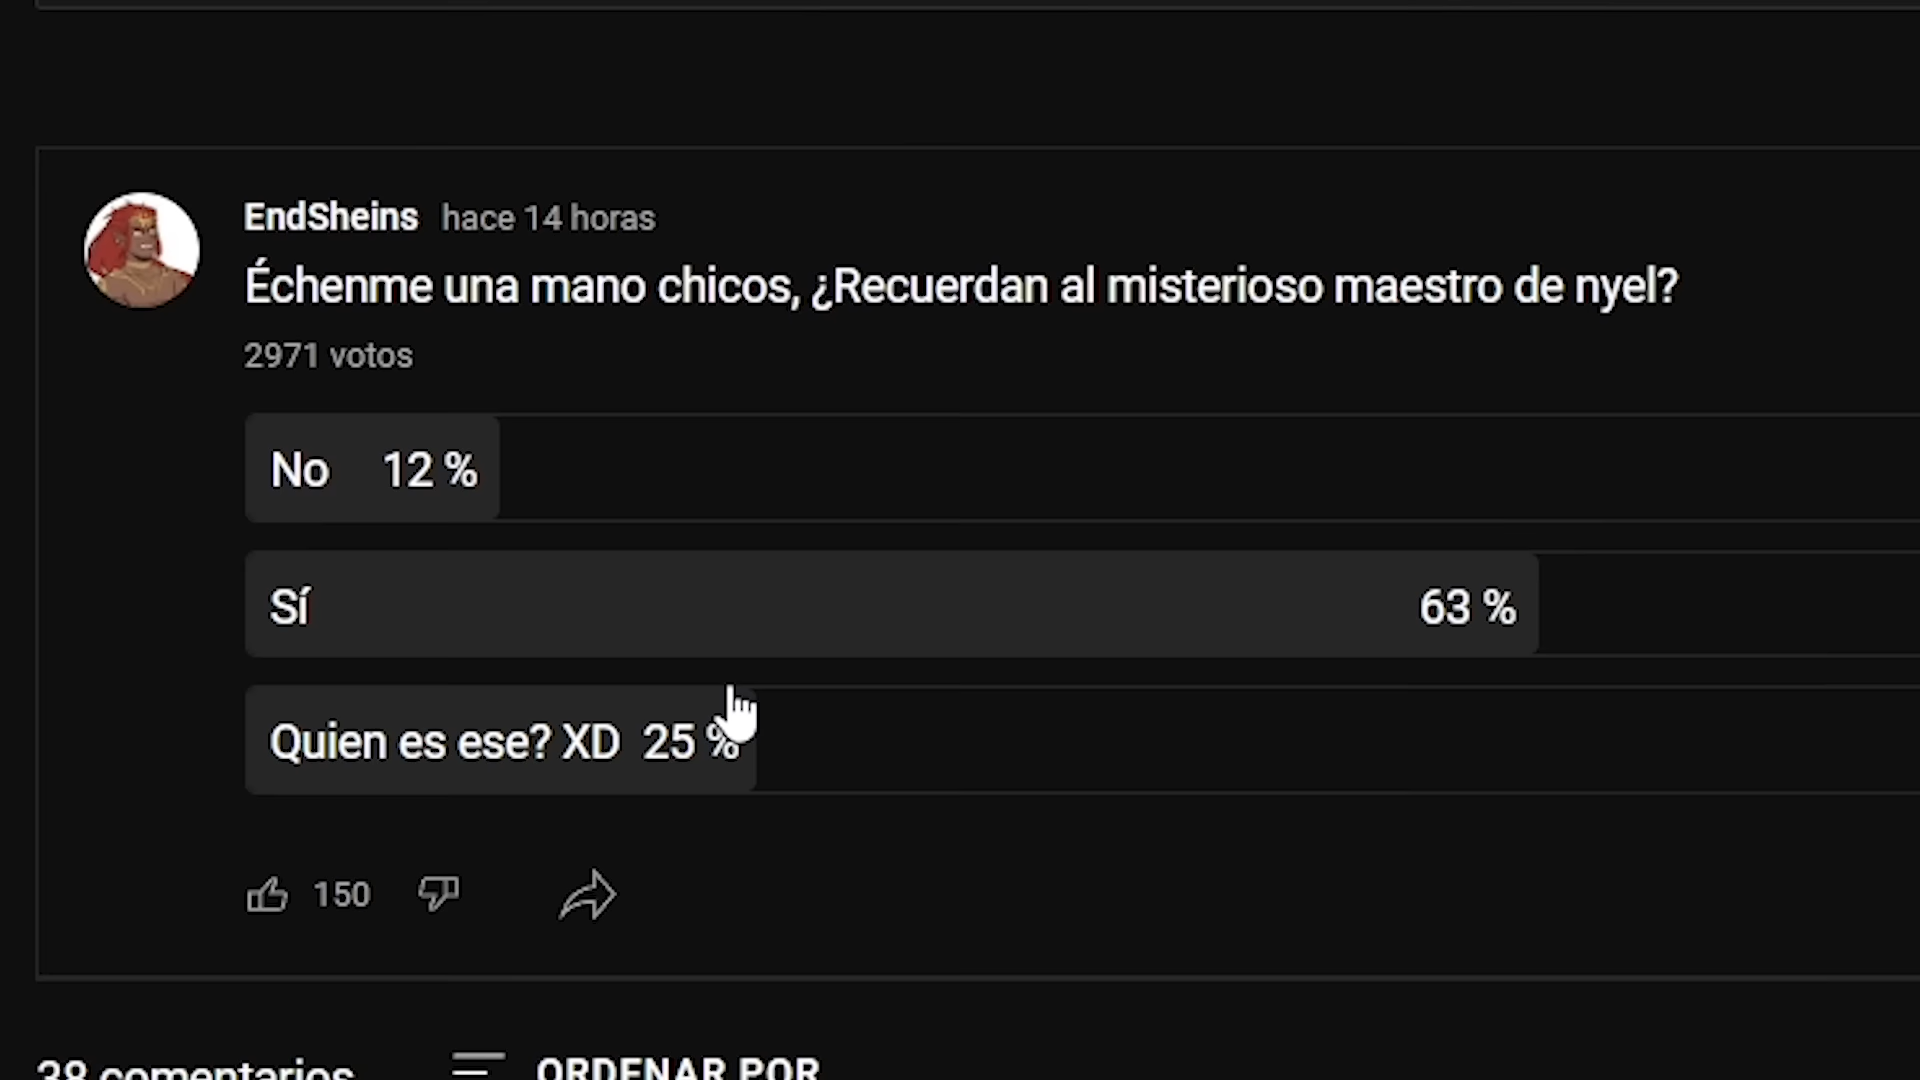 EndSheins hace 14 horas
Échenme una mano chicos, ¿Recuerdan al misterioso maestro de nyel?
2971 votos
No 12 %
Sí 63 %
Quien es ese? XD 25 %
150
38 comentarios ORDENAR POR